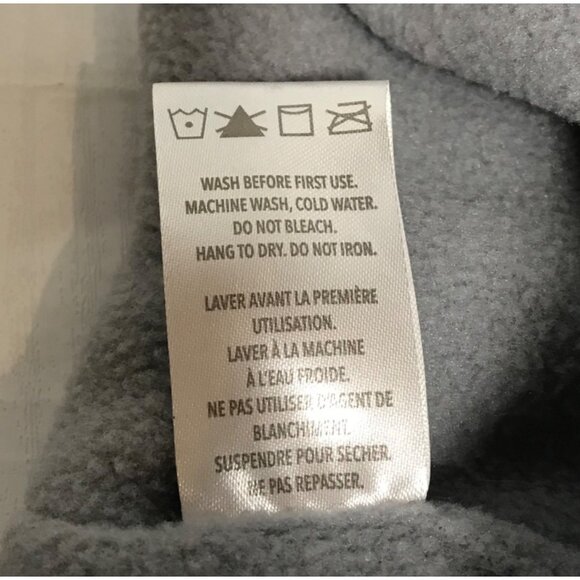 WASH BEFORE FIRST USE.
MACHINE WASH, COLD WATER.
DO NOT BLEACH.
HANG TO DRY. DO NOT IRON.
LAVER AVANT LA PREMIÈRE
UTILISATION.
LAVER À LA MACHINE
À L'EAU FROIDE.
NE PAS UTILISER D'AGENT DE
BLANCHIMENT.
SUSPENDRE POUR SÉCHER.
NE PAS REPASSER.